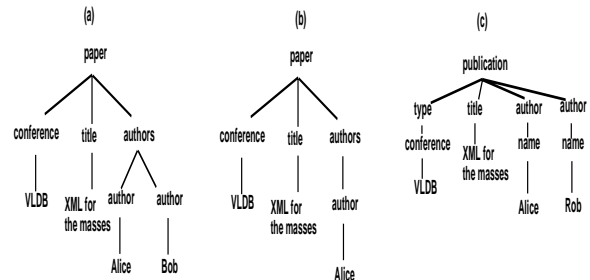 (a)
paper
conference title authors
VLDB XML for the masses author author
Alice Bob
(b)
paper
conference title authors
VLDB XML for the masses author
Alice
(c)
publication
type title author author
conference XML for the masses name name
VLDB Alice Rob